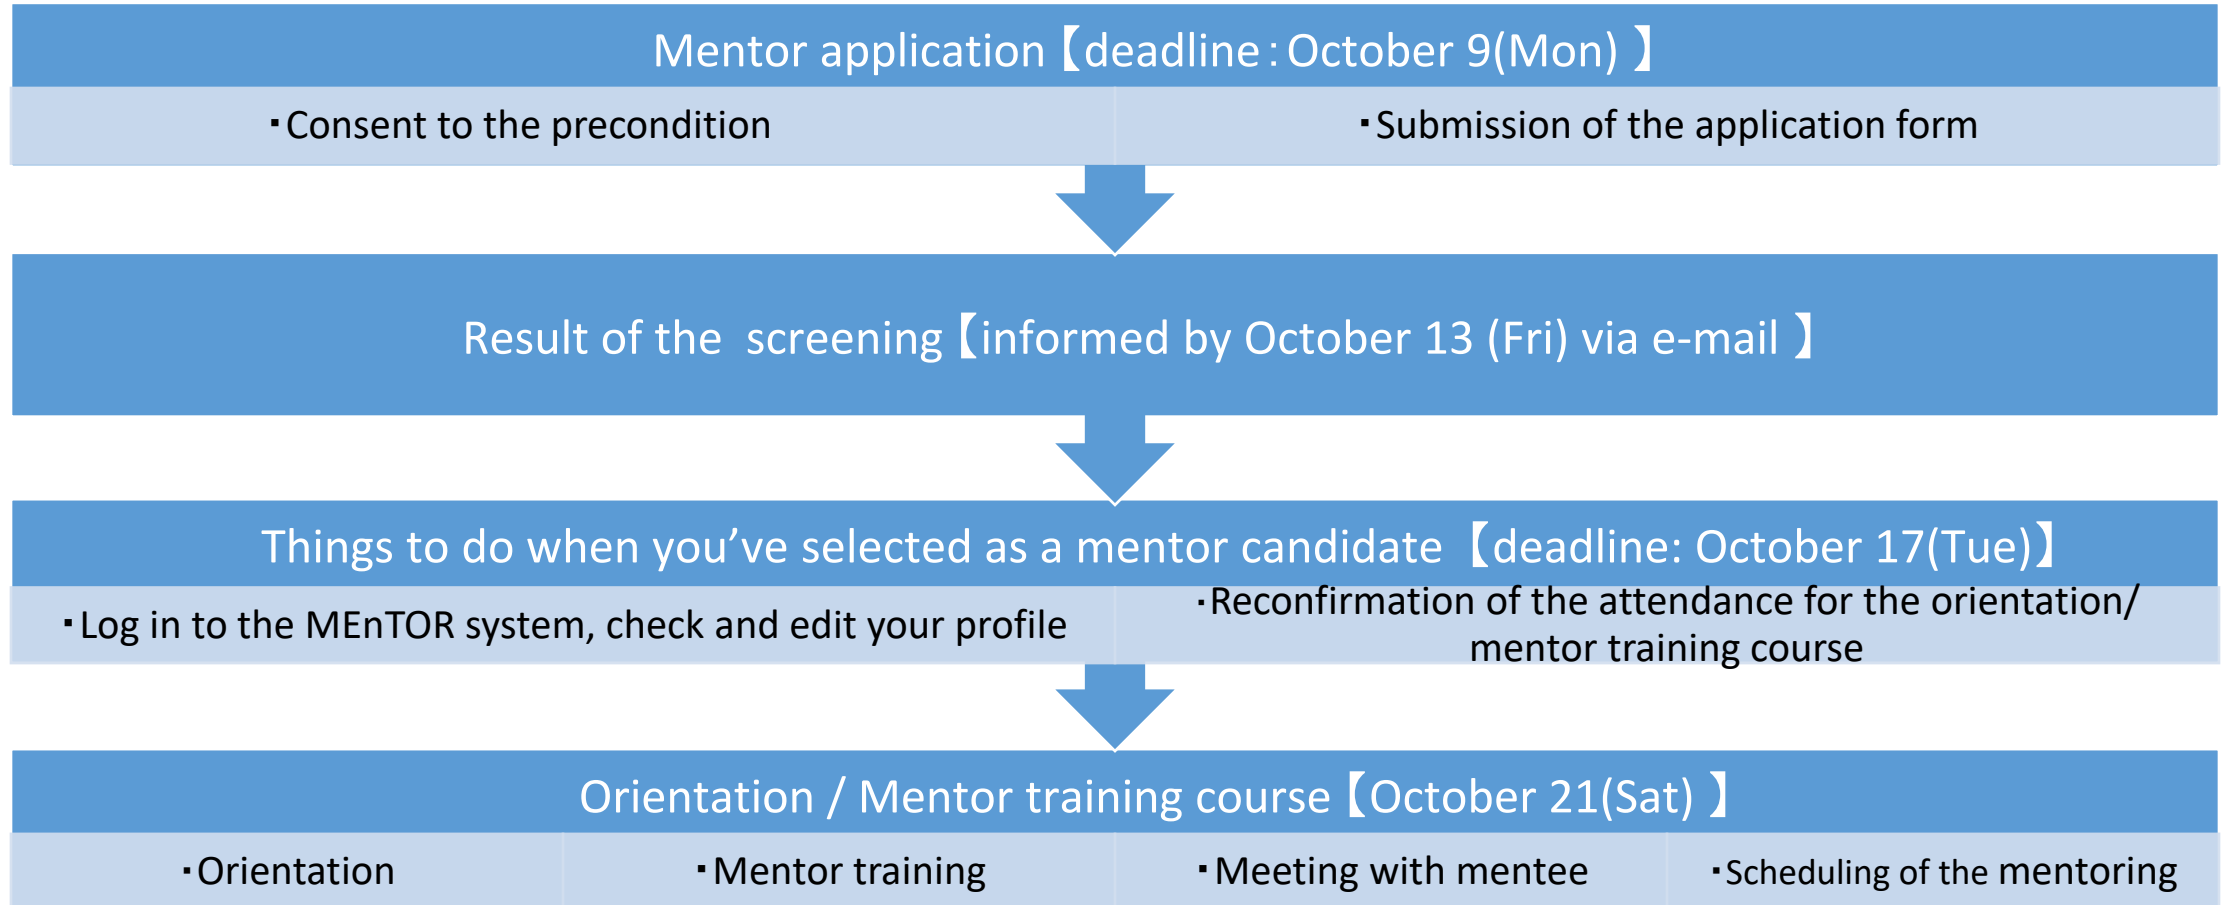 Mentor application【deadline：October 9(Mon) 】
・Consent to the precondition
・Submission of the application form
Result of the  screening【informed by October 13 (Fri) via e-mail 】
Things to do when you’ve selected as a mentor candidate 【deadline: October 17(Tue)】
・Log in to the MEnTOR system, check and edit your profile
・Reconfirmation of the attendance for the orientation/
mentor training course
Orientation / Mentor training course【October 21(Sat) 】
・Orientation
・Mentor training
・Meeting with mentee
・Scheduling of the mentoring